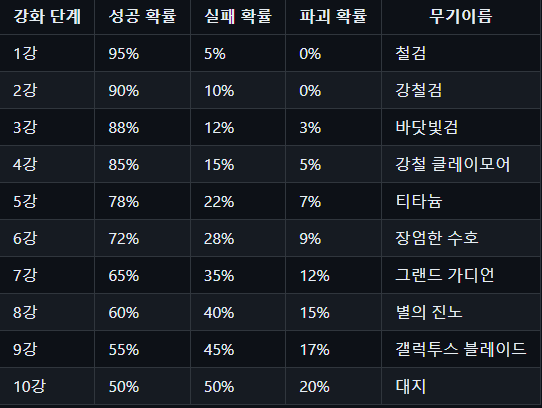 강화 단계 성공 확률 실패 확률 파괴 확률 무기이름
1강 95% 5% 0% 철검
2강 90% 10% 0% 강철검
3강 88% 12% 3% 바닷빛검
4강 85% 15% 5% 강철 클레이모어
5강 78% 22% 7% 티타늄
6강 72% 28% 9% 장엄한 수호
7강 65% 35% 12% 그랜드 가디언
8강 60% 40% 15% 별의 진노
9강 55% 45% 17% 갤럭투스 블레이드
10강 50% 50% 20% 대지